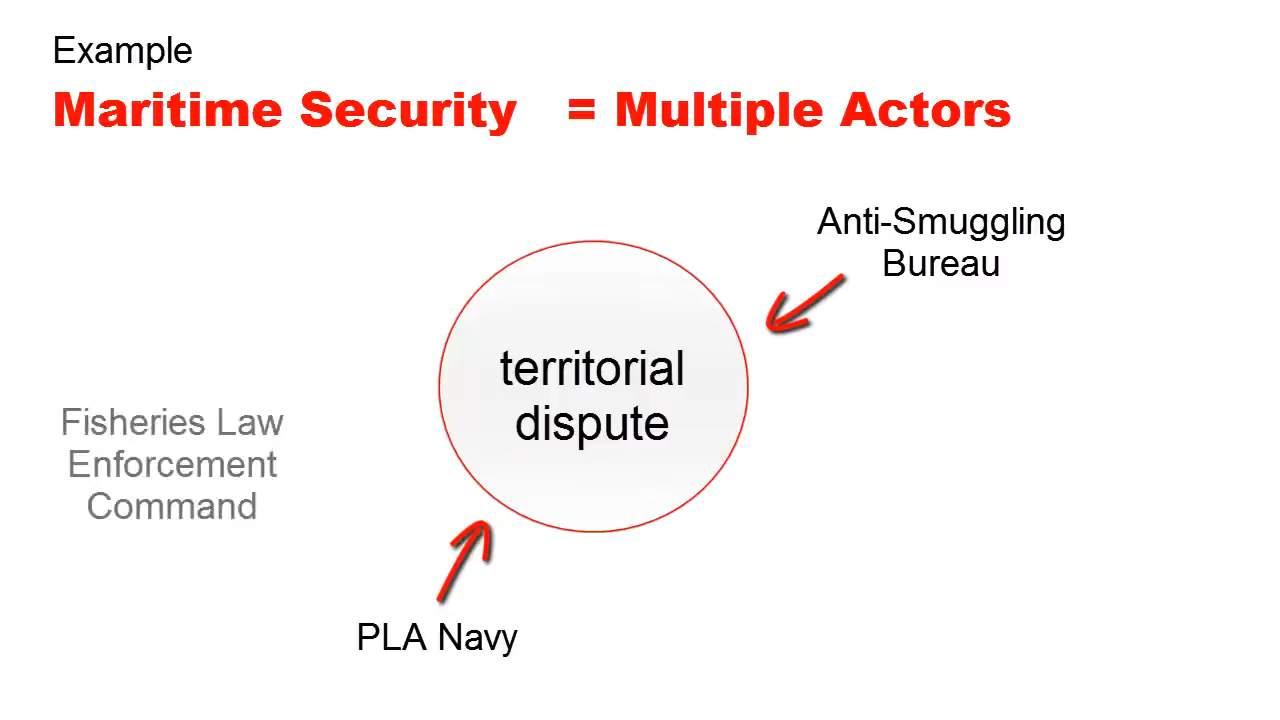 Example
Maritime Security = Multiple Actors
Anti-Smuggling
Bureau
territorial
dispute
Fisheries Law
Enforcement
Command
PLA Navy